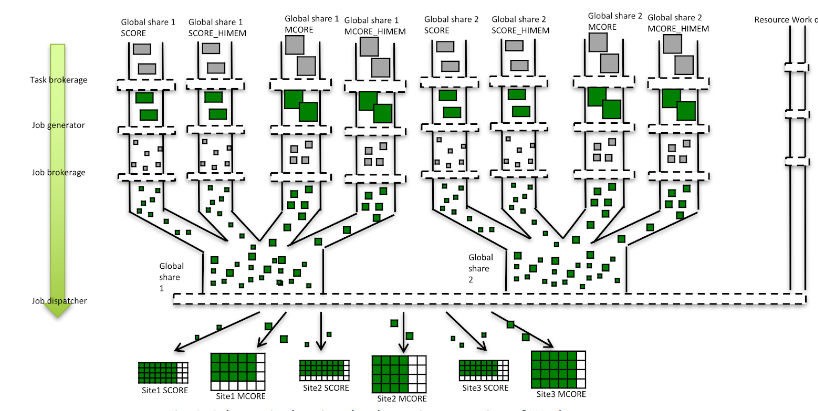 Global share 1
SCORE
Global share 1
SCORE_HIMEM
Global share 1
MCORE
Global share 1
MCORE_HIMEM
Global share 2
SCORE
Global share 2
SCORE_HIMEM
Global share 2
MCORE
Global share 2
MCORE_HIMEM
Resource Work
Task brokerage
Job generator
Job brokerage
Global
share
1
Global
share
2
Job dispatcher
Site1 SCORE
Site1 MCORE
Site2 SCORE
Site2 MCORE
Site3 SCORE
Site3 MCORE